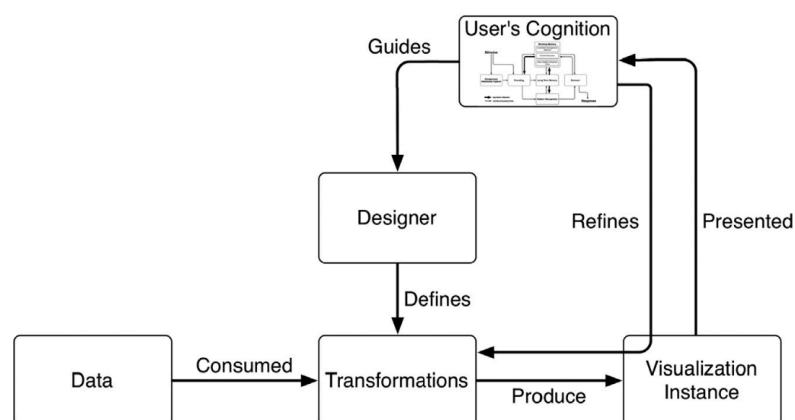 User's Cognition
Guides
Designer
Refines
Presented
Defines
Data
Consumed
Transformations
Produce
Visualization
Instance